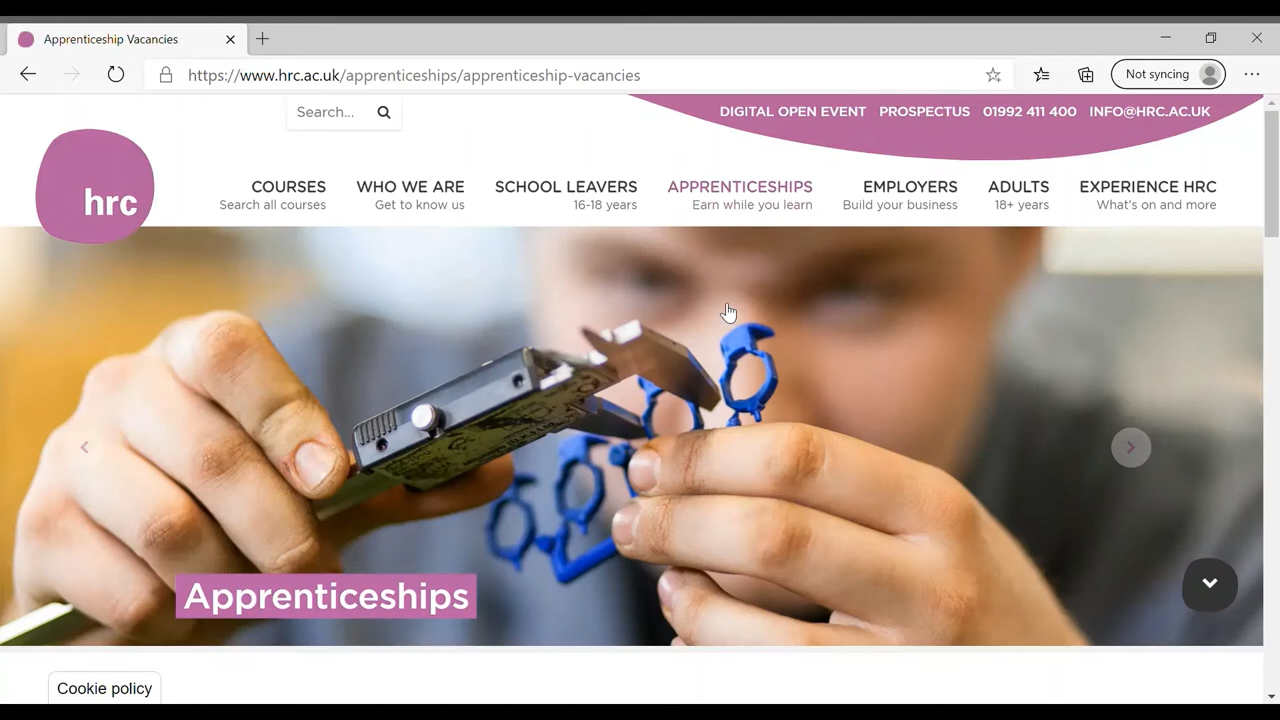 Apprenticeship Vacancies
https://www.hrc.ac.uk/apprenticeships/apprenticeship-vacancies
Not syncing
Search...
DIGITAL OPEN EVENT PROSPECTUS 01992 411 400 INFO@HRC.AC.UK
hrc
COURSES WHO WE ARE SCHOOL LEAVERS APPRENTICESHIPS EMPLOYERS ADULTS EXPERIENCE HRC
Search all courses Get to know us 16-18 years Earn while you learn Build your business 18+ years What's on and more
Apprenticeships
Cookie policy